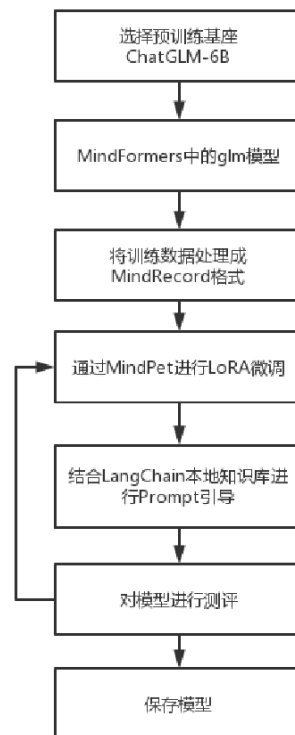 选择预训练基座
ChatGLM-6B
MindFormers中的glm模型
将训练数据处理成
MindRecord格式
通过MindPet进行LoRA微调
结合LangChain本地知识库进
行Prompt引导
对模型进行测评
保存模型